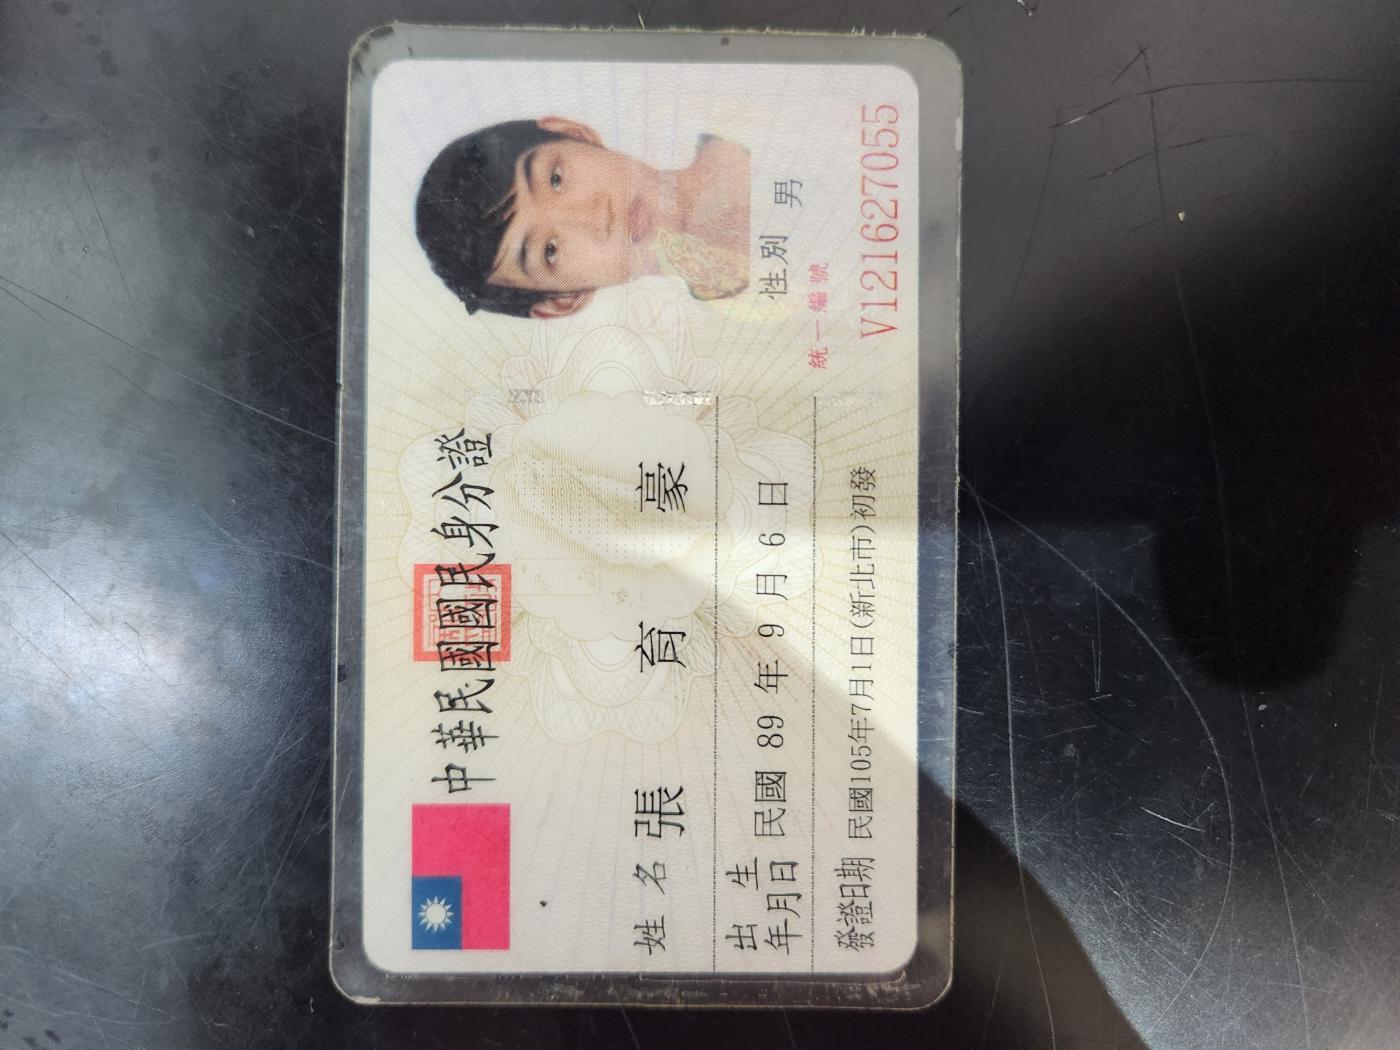 中華民國國民身分證
姓名 張育豪
出生年月日 民國 89 年 9 月 6 日
性別 男
發證日期 民國105年7月1日(新北市)初發
統一編號
V121627055